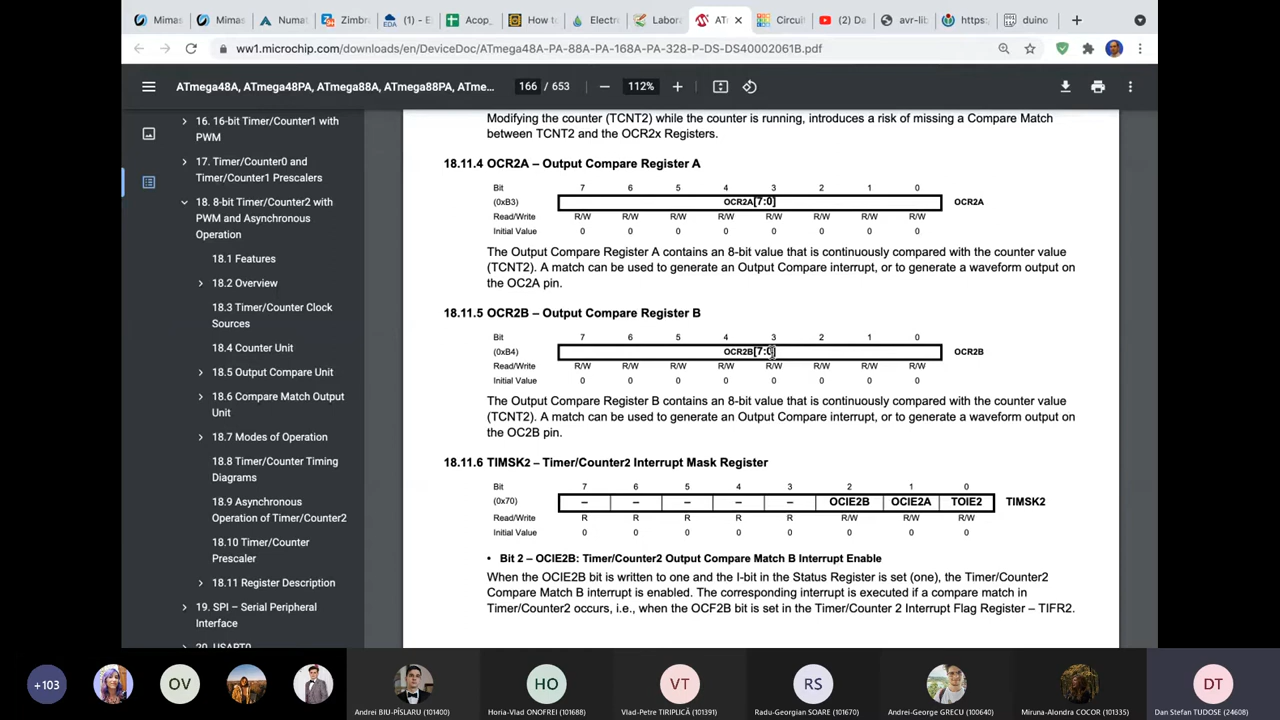 Mimas
Mimas
Numat
Zimbra
(1) - E
Acop
How to
Electro
Labora
AT
Circuit
(2) (Da
avr-lib
https:/
duino
ww1.microchip.com/downloads/en/DeviceDoc/ATmega48A-PA-88A-PA-168A-PA-328-P-DS-DS40002061B.pdf
ATmega48A, ATmega48PA, ATmega88A, ATmega88PA, ATme...
166 / 653
112%
16. 16-bit Timer/Counter1 with
PWM
17. Timer/Counter0 and
Timer/Counter1 Prescalers
18. 8-bit Timer/Counter2 with
PWM and Asynchronous
Operation
18.1 Features
18.2 Overview
18.3 Timer/Counter Clock
Sources
18.4 Counter Unit
18.5 Output Compare Unit
18.6 Compare Match Output
Unit
18.7 Modes of Operation
18.8 Timer/Counter Timing
Diagrams
18.9 Asynchronous
Operation of Timer/Counter2
18.10 Timer/Counter
Prescaler
18.11 Register Description
19. SPI – Serial Peripheral
Interface
20. USART0
Modifying the counter (TCNT2) while the counter is running, introduces a risk of missing a Compare Match
between TCNT2 and the OCR2x Registers.
18.11.4 OCR2A – Output Compare Register A
Bit 7 6 5 4 3 2 1 0
(0xB3) OCR2A[7:0] OCR2A
Read/Write R/W R/W R/W R/W R/W R/W R/W R/W
Initial Value 0 0 0 0 0 0 0 0
The Output Compare Register A contains an 8-bit value that is continuously compared with the counter value
(TCNT2). A match can be used to generate an Output Compare interrupt, or to generate a waveform output on
the OC2A pin.
18.11.5 OCR2B – Output Compare Register B
Bit 7 6 5 4 3 2 1 0
(0xB4) OCR2B[7:0] OCR2B
Read/Write R/W R/W R/W R/W R/W R/W R/W R/W
Initial Value 0 0 0 0 0 0 0 0
The Output Compare Register B contains an 8-bit value that is continuously compared with the counter value
(TCNT2). A match can be used to generate an Output Compare interrupt, or to generate a waveform output on
the OC2B pin.
18.11.6 TIMSK2 – Timer/Counter2 Interrupt Mask Register
Bit 7 6 5 4 3 2 1 0
(0x70) – – – – – OCIE2B OCIE2A TOIE2 TIMSK2
Read/Write R R R R R R/W R/W R/W
Initial Value 0 0 0 0 0 0 0 0
• Bit 2 – OCIE2B: Timer/Counter2 Output Compare Match B Interrupt Enable
When the OCIE2B bit is written to one and the I-bit in the Status Register is set (one), the Timer/Counter2
Compare Match B interrupt is enabled. The corresponding interrupt is executed if a compare match in
Timer/Counter2 occurs, i.e., when the OCF2B bit is set in the Timer/Counter 2 Interrupt Flag Register – TIFR2.
+103
OV
HO
VT
RS
DT
Andrei BIU-PÎSLARU (101400)
Horia-Vlad ONOFREI (101688)
Vlad-Petre TIRIPLICĂ (101391)
Radu-Georgian SOARE (101670)
Andrei-George GRECU (100640)
Miruna-Alondra COCOR (101335)
Dan Stefan TUDOSE (24608)